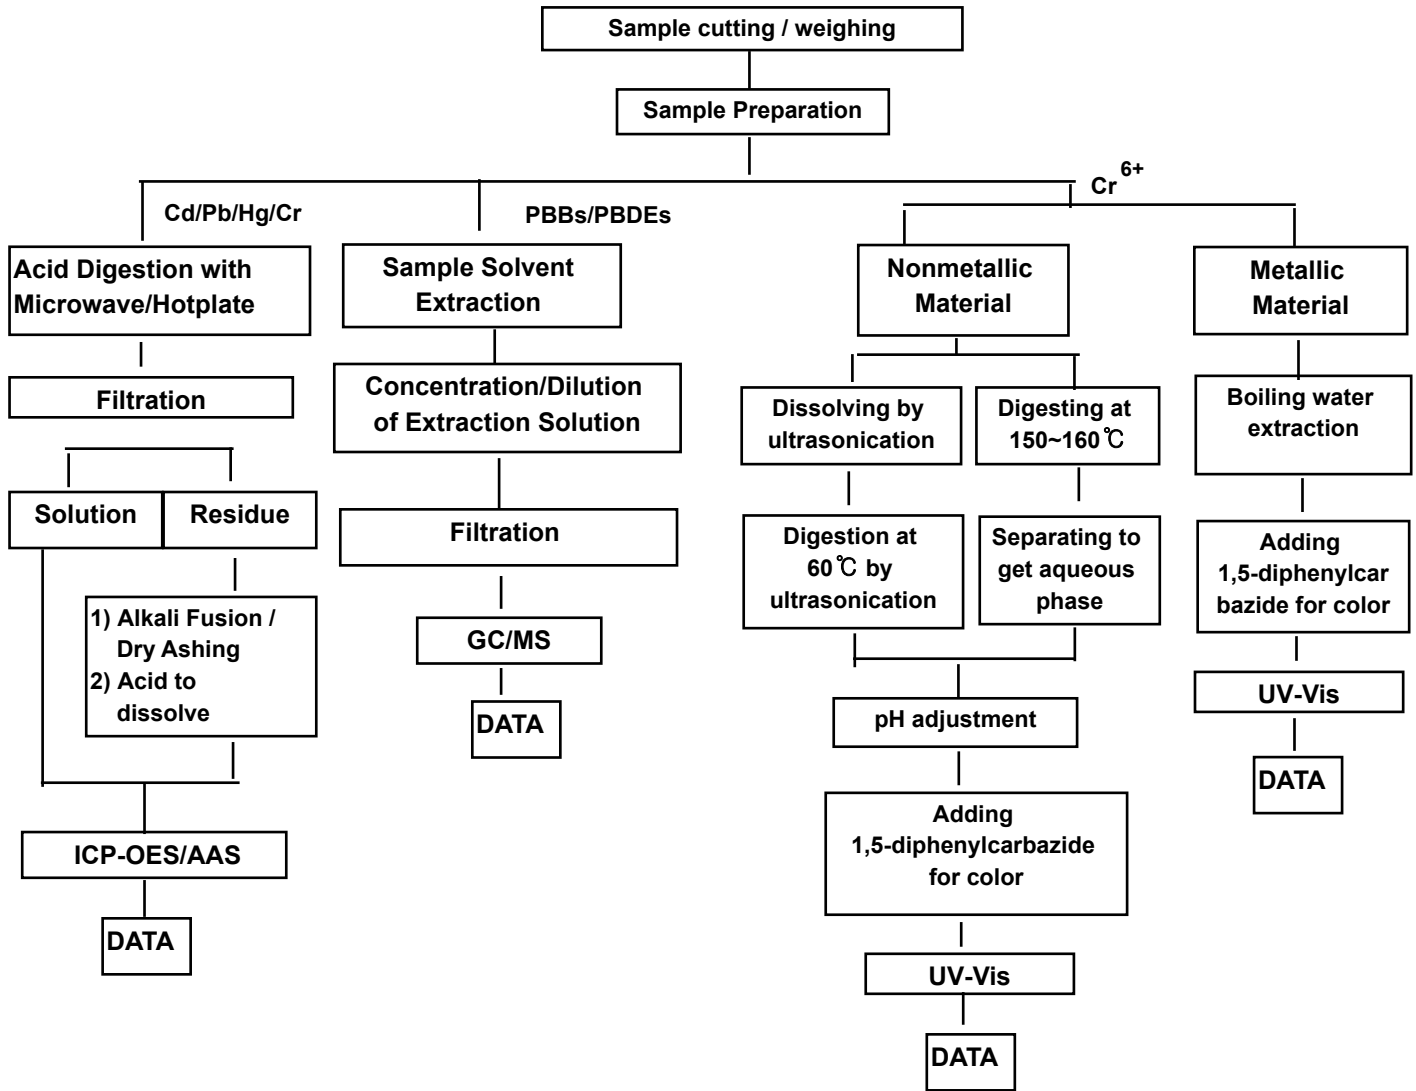 Sample cutting / weighing
Sample Preparation
Cd/Pb/Hg/Cr
PBBs/PBDEs
Cr 6+
Acid Digestion with
Microwave/Hotplate
Filtration
Solution
Residue
1) Alkali Fusion /
Dry Ashing
2) Acid to
dissolve
ICP-OES/AAS
DATA
Sample Solvent
Extraction
Concentration/Dilution
of Extraction Solution
Filtration
GC/MS
DATA
Nonmetallic
Material
Dissolving by
ultrasonication
Digestion at
60℃ by
ultrasonication
Digesting at
150~160℃
Separating to
get aqueous
phase
pH adjustment
Adding
1,5-diphenylcarbazide
for color
UV-Vis
DATA
Metallic
Material
Boiling water
extraction
Adding
1,5-diphenylcar
bazide for color
UV-Vis
DATA